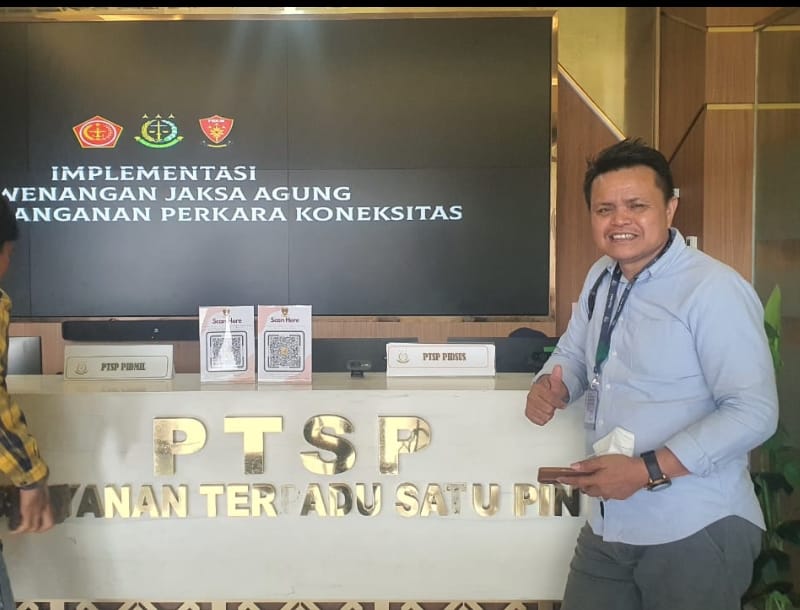 IMPLEMENTASI
WENANGAN JAKSA AGUNG
ANGANAN PERKARA KONEKSITAS
Scan Here
Scan Here
PTSP PIDMIL
PTSP PIDSUS
PTSP
YANAN TERPADU SATU PIN